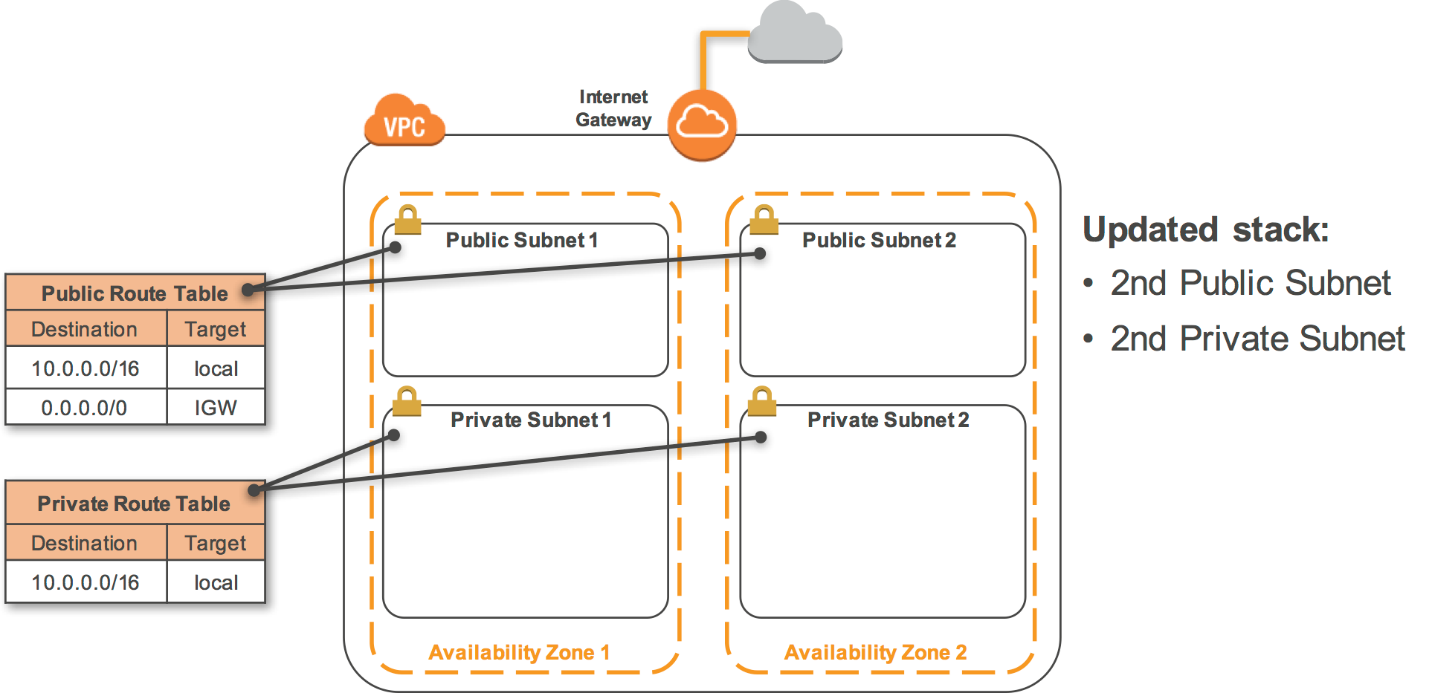 Internet
Gateway
VPC
Public Subnet 1
Public Subnet 2
Updated stack:
• 2nd Public Subnet
• 2nd Private Subnet
Public Route Table
Destination Target
10.0.0.0/16 local
0.0.0.0/0 IGW
Private Subnet 1
Private Subnet 2
Private Route Table
Destination Target
10.0.0.0/16 local
Availability Zone 1
Availability Zone 2